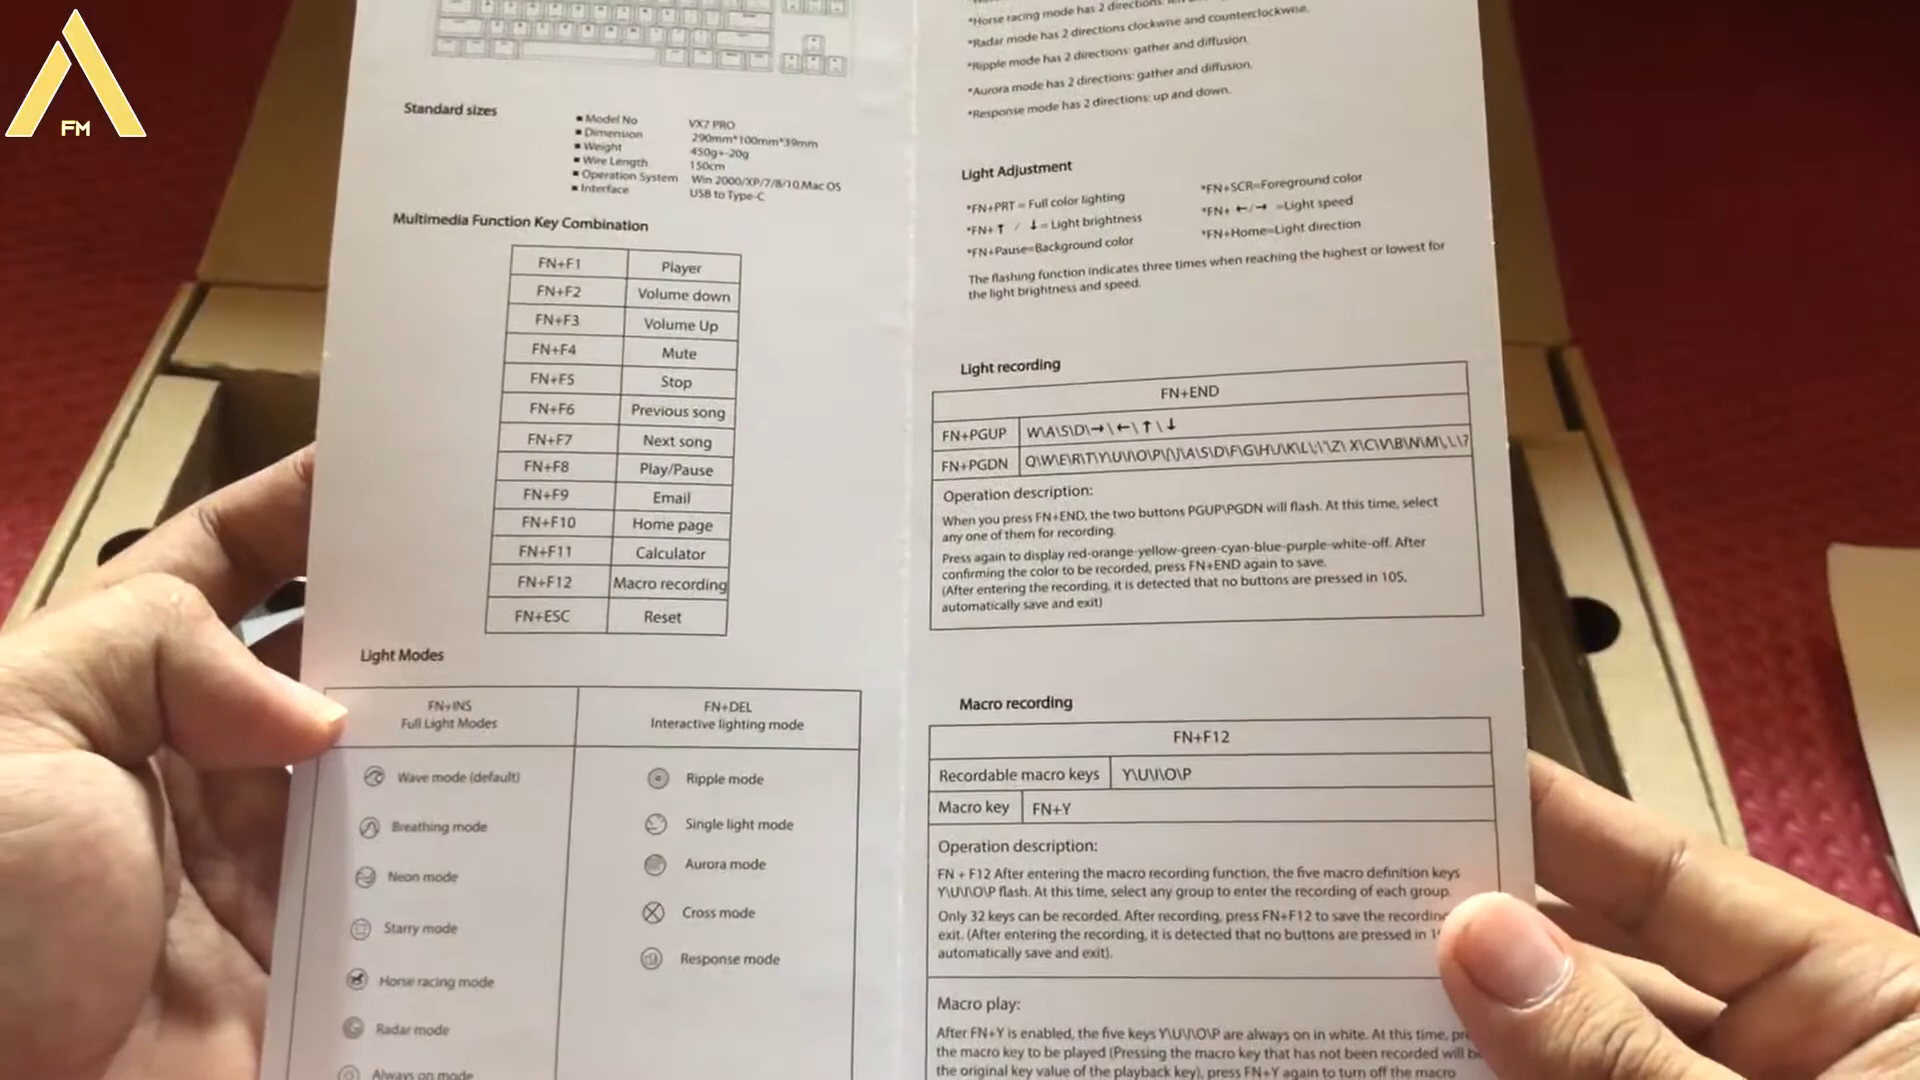 FM
Standard sizes
■ Model No VX7 PRO
■ Dimension 290mm*100mm*39mm
■ Weight 450g+-20g
■ Wire Length 150cm
■ Operation System Win 2000/XP/7/8/10,Mac OS
■ Interface USB to Type-C
Multimedia Function Key Combination
FN+F1 Player
FN+F2 Volume down
FN+F3 Volume Up
FN+F4 Mute
FN+F5 Stop
FN+F6 Previous song
FN+F7 Next song
FN+F8 Play/Pause
FN+F9 Email
FN+F10 Home page
FN+F11 Calculator
FN+F12 Macro recording
FN+ESC Reset
Light Modes
FN+INS FN+DEL
Full Light Modes Interactive lighting mode
Wave mode (default) Ripple mode
Breathing mode Single light mode
Neon mode Aurora mode
Starry mode Cross mode
Horse racing mode Response mode
Radar mode
Always on mode
*Horse racing mode has 2 directions:
*Radar mode has 2 directions clockwise and counterclockwise.
*Ripple mode has 2 directions: gather and diffusion.
*Aurora mode has 2 directions: gather and diffusion.
*Response mode has 2 directions: up and down.
Light Adjustment
*FN+PRT = Full color lighting *FN+SCR=Foreground color
*FN+↑ / ↓= Light brightness *FN+ ←/→ =Light speed
*FN+Pause=Background color *FN+Home=Light direction
The flashing function indicates three times when reaching the highest or lowest for
the light brightness and speed.
Light recording
FN+END
FN+PGUP W\A\S\D\→\←\↑\↓
FN+PGDN Q\W\E\R\T\Y\U\I\O\P\[\]\A\S\D\F\G\H\J\K\L\;\'\Z\X\C\V\B\N\M\,\.\?
Operation description:
When you press FN+END, the two buttons PGUP\PGDN will flash. At this time, select
any one of them for recording.
Press again to display red-orange-yellow-green-cyan-blue-purple-white-off. After
confirming the color to be recorded, press FN+END again to save.
(After entering the recording, it is detected that no buttons are pressed in 10S,
automatically save and exit)
Macro recording
FN+F12
Recordable macro keys Y\U\I\O\P
Macro key FN+Y
Operation description:
FN + F12 After entering the macro recording function, the five macro definition keys
Y\U\I\O\P flash. At this time, select any group to enter the recording of each group.
Only 32 keys can be recorded. After recording, press FN+F12 to save the recording
exit. (After entering the recording, it is detected that no buttons are pressed in
automatically save and exit).
Macro play:
After FN+Y is enabled, the five keys Y\U\I\O\P are always on in white. At this time,
the macro key to be played (Pressing the macro key that has not been recorded will
the original key value of the playback key), press FN+Y again to turn off the macro